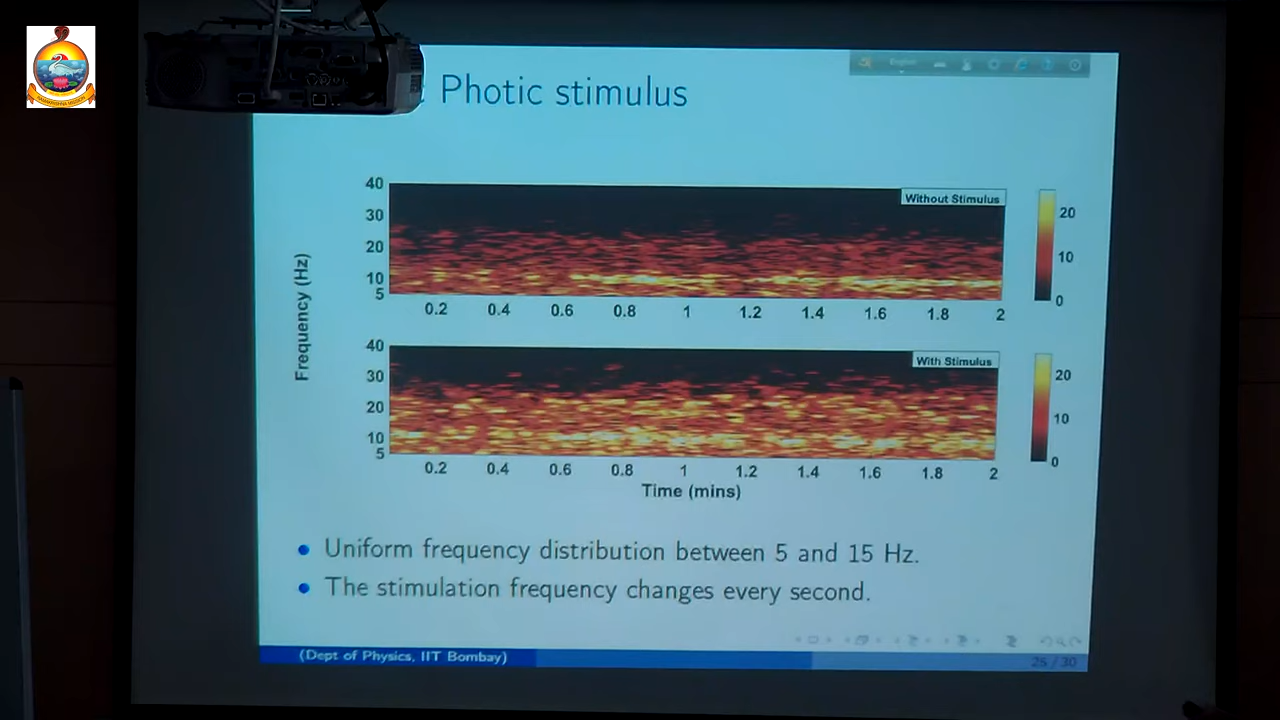 Photic stimulus
English
40
30
20
10
5
Without Stimulus
20
10
0
0.2 0.4 0.6 0.8 1 1.2 1.4 1.6 1.8 2
Frequency (Hz)
40
30
20
10
5
With Stimulus
20
10
0
0.2 0.4 0.6 0.8 1 1.2 1.4 1.6 1.8 2
Time (mins)
• Uniform frequency distribution between 5 and 15 Hz.
• The stimulation frequency changes every second.
(Dept of Physics, IIT Bombay)
25 / 30